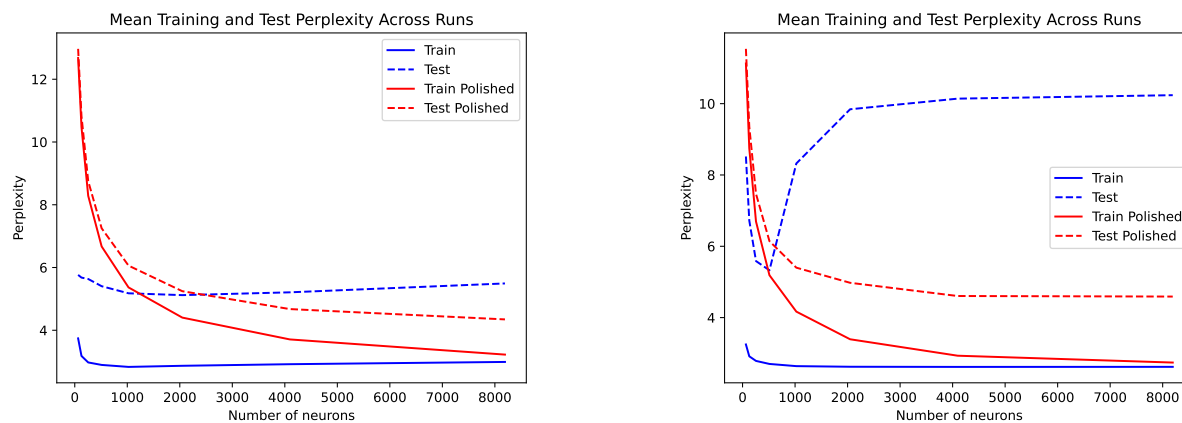 Mean Training and Test Perplexity Across Runs
12
10
8
6
4
Perplexity
0 1000 2000 3000 4000 5000 6000 7000 8000
Number of neurons
Train
Test
Train Polished
Test Polished
Mean Training and Test Perplexity Across Runs
10
8
6
4
Perplexity
0 1000 2000 3000 4000 5000 6000 7000 8000
Number of neurons
Train
Test
Train Polished
Test Polished